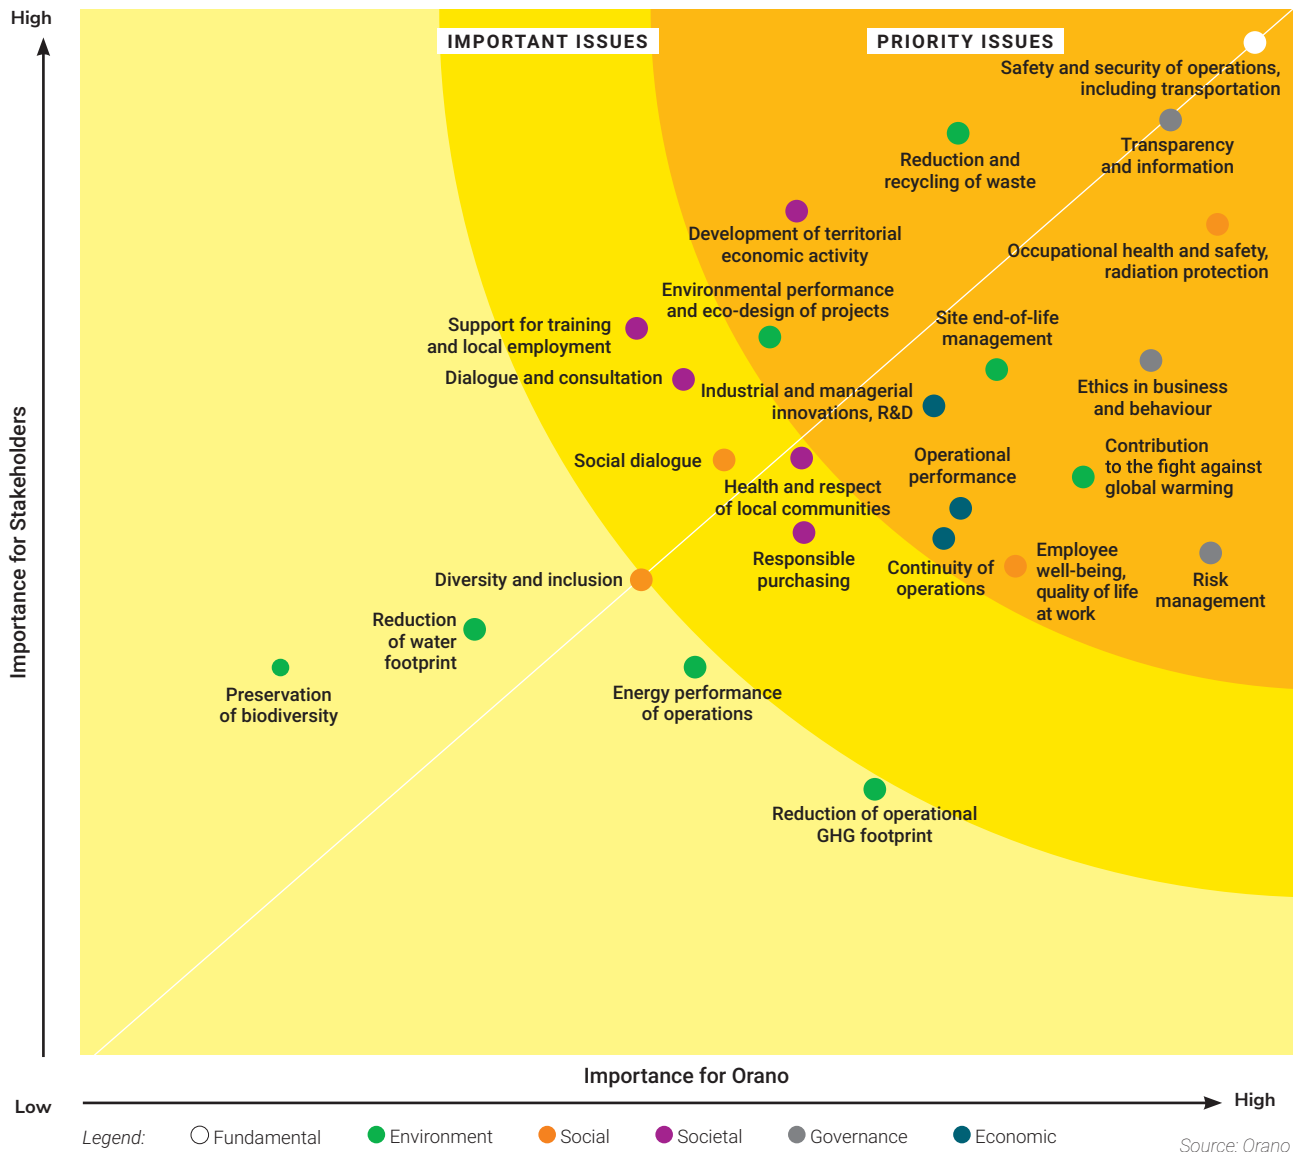 High
IMPORTANT ISSUES
PRIORITY ISSUES
Safety and security of operations,
including transportation
Transparency
and information
Reduction and
recycling of waste
Development of territorial
economic activity
Occupational health and safety,
radiation protection
Environmental performance
and eco-design of projects
Support for training
and local employment
Site end-of-life
management
Dialogue and consultation
Industrial and managerial
innovations, R&D
Ethics in business
and behaviour
Social dialogue
Operational
performance
Contribution
to the fight against
global warming
Health and respect
of local communities
Responsible
purchasing
Continuity of
operations
Employee
well-being,
quality of life
at work
Risk
management
Diversity and inclusion
Reduction
of water
footprint
Preservation
of biodiversity
Energy performance
of operations
Reduction of operational
GHG footprint
Importance for Stakeholders
Importance for Orano
Low
High
Legend:
Fundamental
Environment
Social
Societal
Governance
Economic
Source: Orano